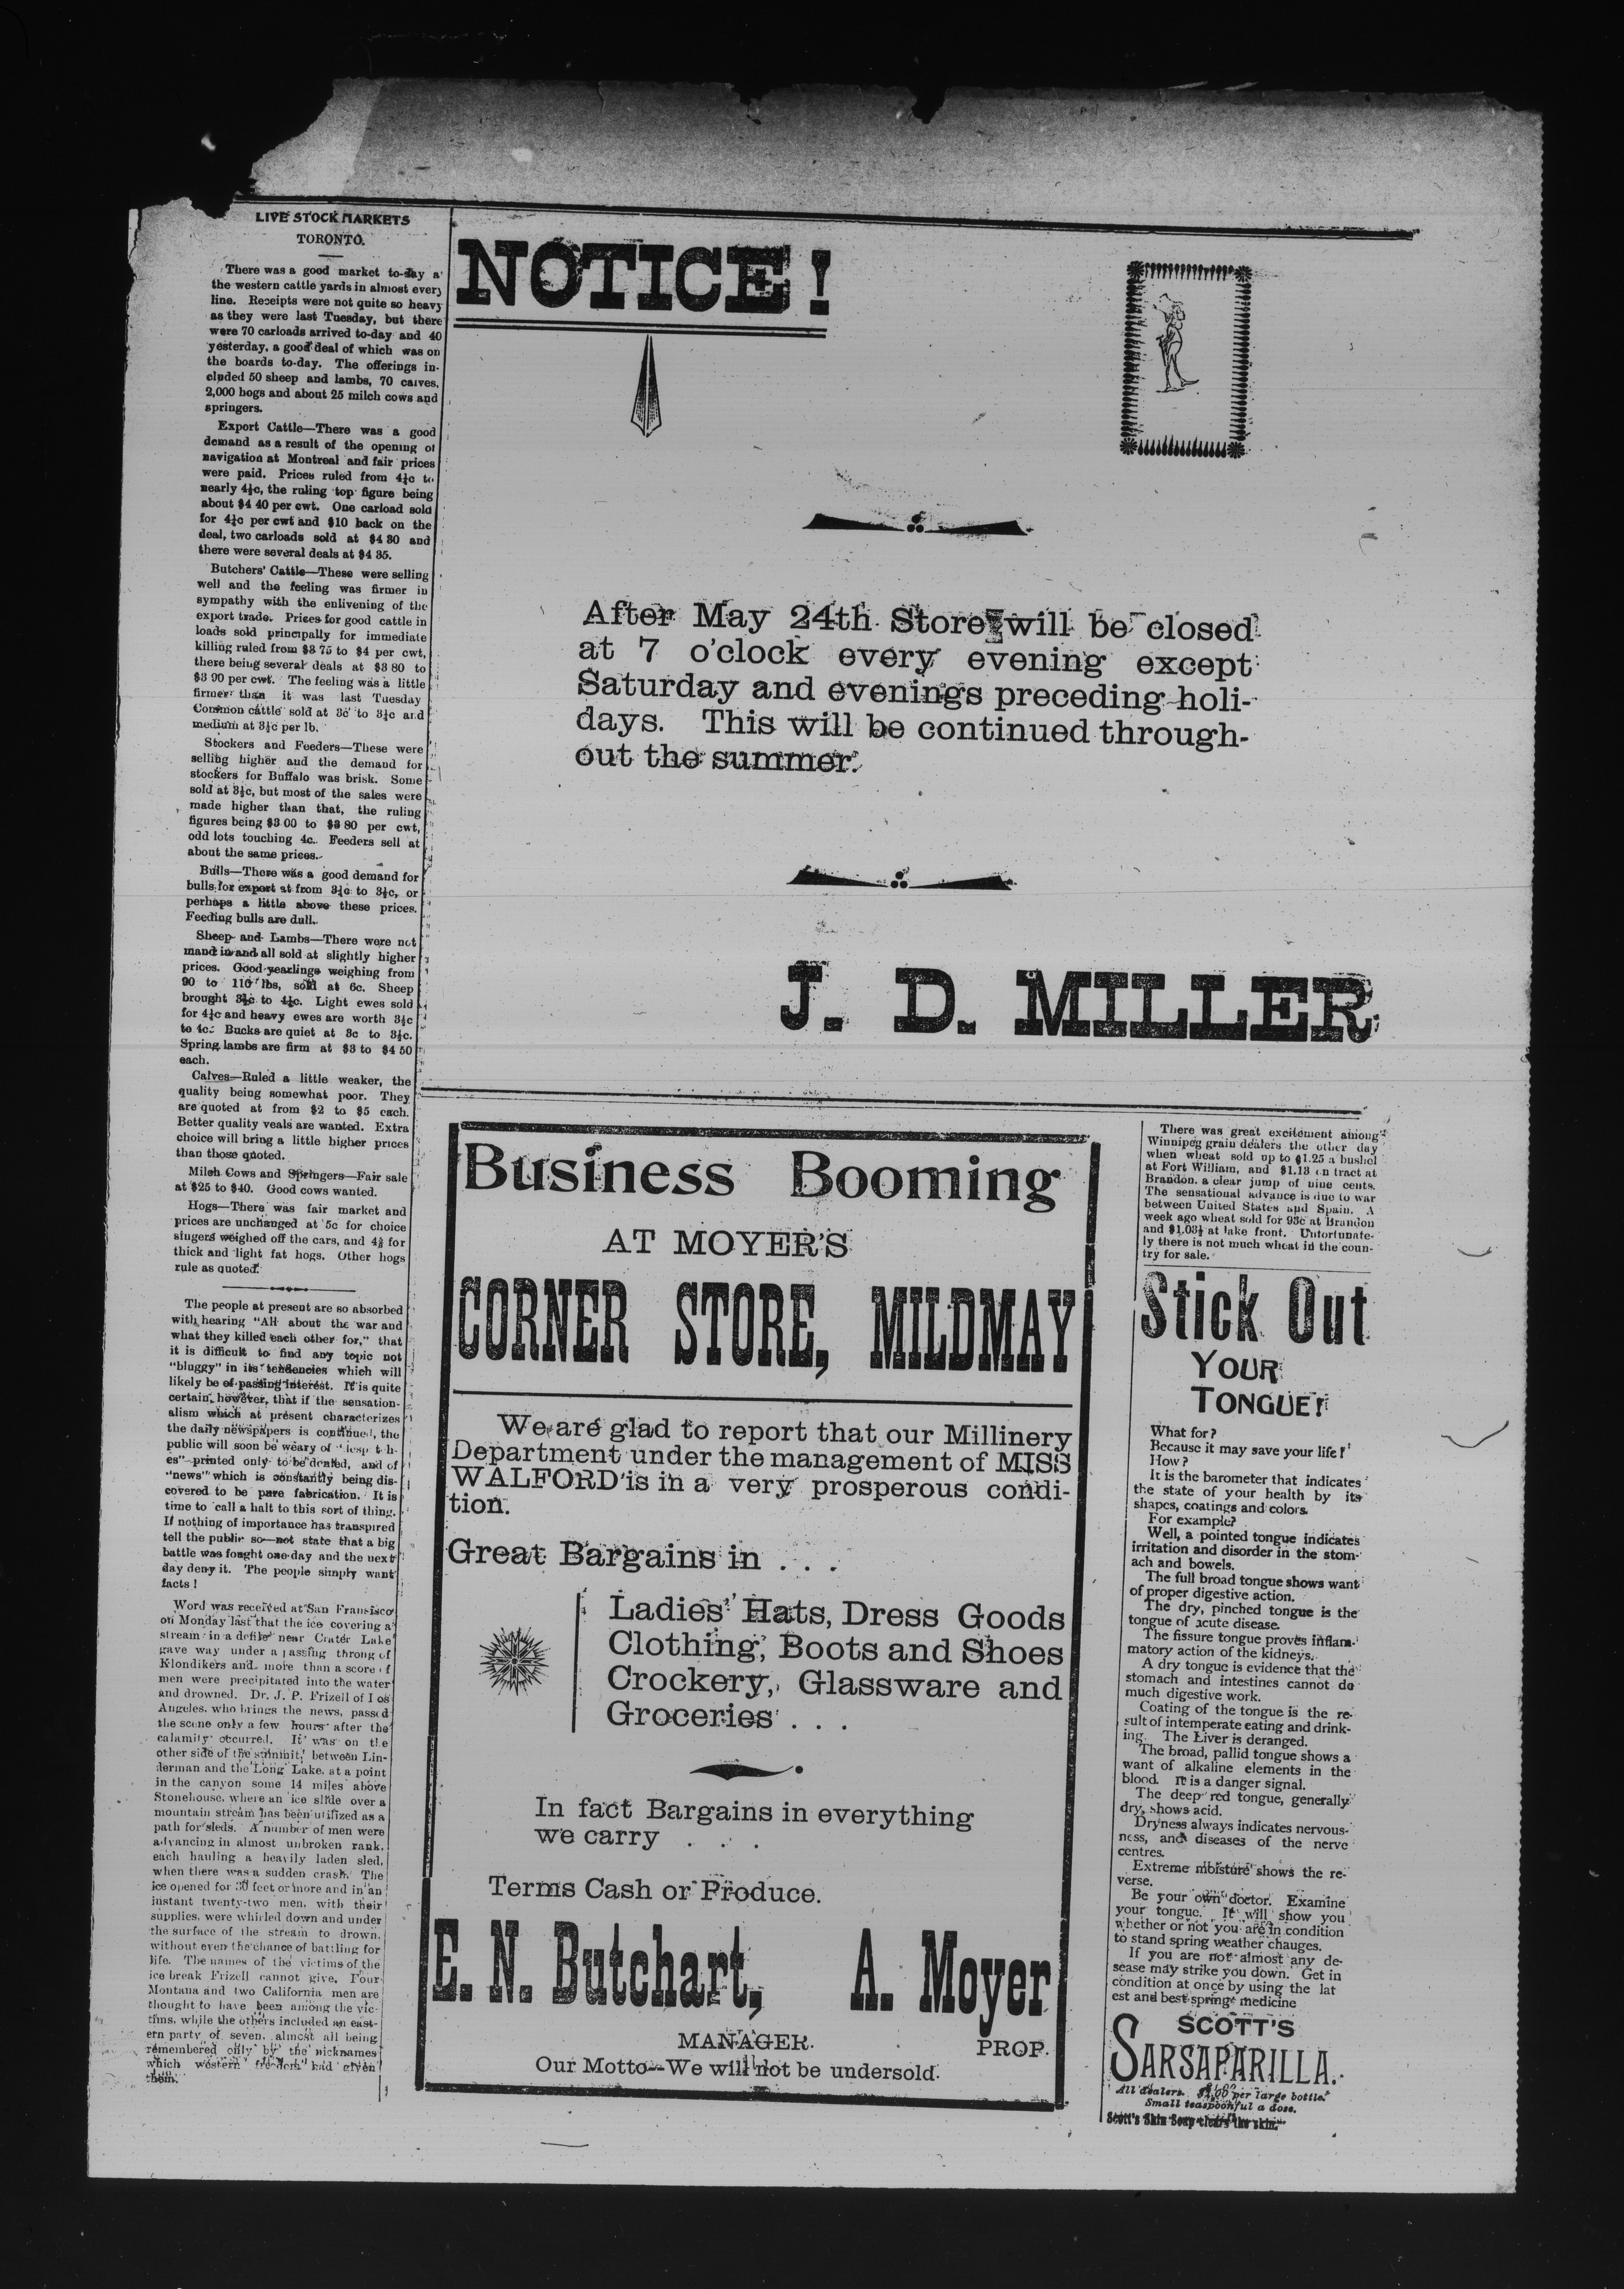 LIVE STOCK MARKETS
TORONTO.
There was a good market to-day a
the western cattle yards in almost every
line. Receipts were not quite so heavy
as they were last Tuesday, but there
were 70 carloads arrived to-day and 40
yesterday, a good deal of which was on
the boards to-day. The offerings in-
cluded 50 sheep and lambs, 70 calves,
2,000 hogs and about 25 milch cows and
springers.
Export Cattle—There was a good
demand as a result of the opening of
navigation at Montreal and fair prices
were paid. Prices ruled from 4¼c to
nearly 4½c, the ruling top figure being
about $4 40 per cwt. One carload sold
for 4½c per cwt and $10 back on the
deal, two carloads sold at $4 30 and
there were several deals at $4 35.
Butchers' Cattle—These were selling
well and the feeling was firmer in
sympathy with the enlivening of the
export trade. Prices for good cattle in
loads sold principally for immediate
killing ruled from $3 75 to $4 per cwt,
there being several deals at $3 80 to
$3 90 per cwt. The feeling was a little
firmer than it was last Tuesday
Common cattle sold at 3c to 3¼c and
medium at 3½c per lb.
Stockers and Feeders—These were
selling higher and the demand for
stockers for Buffalo was brisk. Some
sold at 3½c, but most of the sales were
made higher than that, the ruling
figures being $3 60 to $3 80 per cwt,
odd lots touching 4c. Feeders sell at
about the same prices.
Bulls—There was a good demand for
bulls for export at from 3¼c to 3½c, or
perhaps a little above these prices.
Feeding bulls are dull.
Sheep and Lambs—There were not
mand in and all sold at slightly higher
prices. Good yearlings weighing from
90 to 110 lbs, sold at 6c. Sheep
brought 3½c to 4½c. Light ewes sold
for 4½c and heavy ewes are worth 3½c
to 4c. Bucks are quiet at 3c to 3½c.
Spring lambs are firm at $3 to $4 50
each.
Calves—Ruled a little weaker, the
quality being somewhat poor. They
are quoted at from $2 to $5 each.
Better quality veals are wanted. Extra
choice will bring a little higher prices
than those quoted.
Milch Cows and Springers—Fair sale
at $25 to $40. Good cows wanted.
Hogs—There was fair market and
prices are unchanged at 5c for choice
singers weighed off the cars, and 4⅝ for
thick and light fat hogs. Other hogs
rule as quoted.
The people at present are so absorbed
with hearing "All about the war and
what they killed each other for," that
it is difficult to find any topic not
"bluggy" in its tendencies which will
likely be of passing interest. It is quite
certain, however, that if the sensation-
alism which at present characterizes
the daily newspapers is continued, the
public will soon be weary of
es" printed only to be denied, and of
"news" which is constantly being dis-
covered to be pure fabrication. It is
time to call a halt to this sort of thing.
If nothing of importance has transpired
tell the public so—not state that a big
battle was fought one day and the next
day deny it. The people simply want
facts!
Word was received at San Fransisco
on Monday last that the ice covering a
stream in a defile near Crater Lake
gave way under a passing throng of
Klondikers and more than a score of
men were precipitated into the water
and drowned. Dr. J. P. Frizell of Los
Angeles, who brings the news, passed
the scene only a few hours after the
calamity occurred. It was on the
other side of the summit, between Lin-
derman and the Long Lake, at a point
in the canyon some 14 miles above
Stonehouse, where an ice slide over a
mountain stream has been utilized as a
path for sleds. A number of men were
advancing in almost unbroken rank,
each hauling a heavily laden sled,
when there was a sudden crash. The
ice opened for 30 feet or more and in an
instant twenty-two men, with their
supplies, were whirled down and under
the surface of the stream to drown,
without even the chance of battling for
life. The names of the victims of the
ice break Frizell cannot give. Four
Montana and two California men are
thought to have been among the vic-
tims, while the others included an east-
ern party of seven, almost all being
remembered only by the nicknames
which western had given
them.
NOTICE!
After May 24th Store will be closed
at 7 o'clock every evening except
Saturday and evenings preceding holi-
days. This will be continued through-
out the summer.
J. D. MILLER
Business Booming
AT MOYER'S
CORNER STORE, MILDMAY
We are glad to report that our Millinery
Department under the management of MISS
WALFORD is in a very prosperous condi-
tion.
Great Bargains in . . .
Ladies' Hats, Dress Goods
Clothing, Boots and Shoes
Crockery, Glassware and
Groceries . . .
In fact Bargains in everything
we carry . . .
Terms Cash or Produce.
E. N. Butchart, A. Moyer
MANAGER. PROP.
Our Motto--We will not be undersold.
There was great excitement among
Winnipeg grain dealers the other day
when wheat sold up to $1.25 a bushel
at Fort William, and $1.13 on tract at
Brandon, a clear jump of nine cents.
The sensational advance is due to war
between United States and Spain. A
week ago wheat sold for 93c at Brandon
and $1.03½ at lake front. Unfortunate-
ly there is not much wheat in the coun-
try for sale.
Stick Out
YOUR
TONGUE!
What for?
Because it may save your life!
How?
It is the barometer that indicates
the state of your health by its
shapes, coatings and colors.
For example?
Well, a pointed tongue indicates
irritation and disorder in the stom-
ach and bowels.
The full broad tongue shows want
of proper digestive action.
The dry, pinched tongue is the
tongue of acute disease.
The fissure tongue proves inflam-
matory action of the kidneys.
A dry tongue is evidence that the
stomach and intestines cannot do
much digestive work.
Coating of the tongue is the re-
sult of intemperate eating and drink-
ing. The Liver is deranged.
The broad, pallid tongue shows a
want of alkaline elements in the
blood. It is a danger signal.
The deep red tongue, generally
dry, shows acid.
Dryness always indicates nervous-
ness, and diseases of the nerve
centres.
Extreme moisture shows the re-
verse.
Be your own doctor. Examine
your tongue. It will show you
whether or not you are in condition
to stand spring weather changes.
If you are not almost any de-
sease may strike you down. Get in
condition at once by using the lat
est and best spring medicine
SCOTT'S
SARSAPARILLA.
All dealers. $1.00 per large bottle.
Small teaspoonful a dose.
Scott's Skin Soap clears the skin.